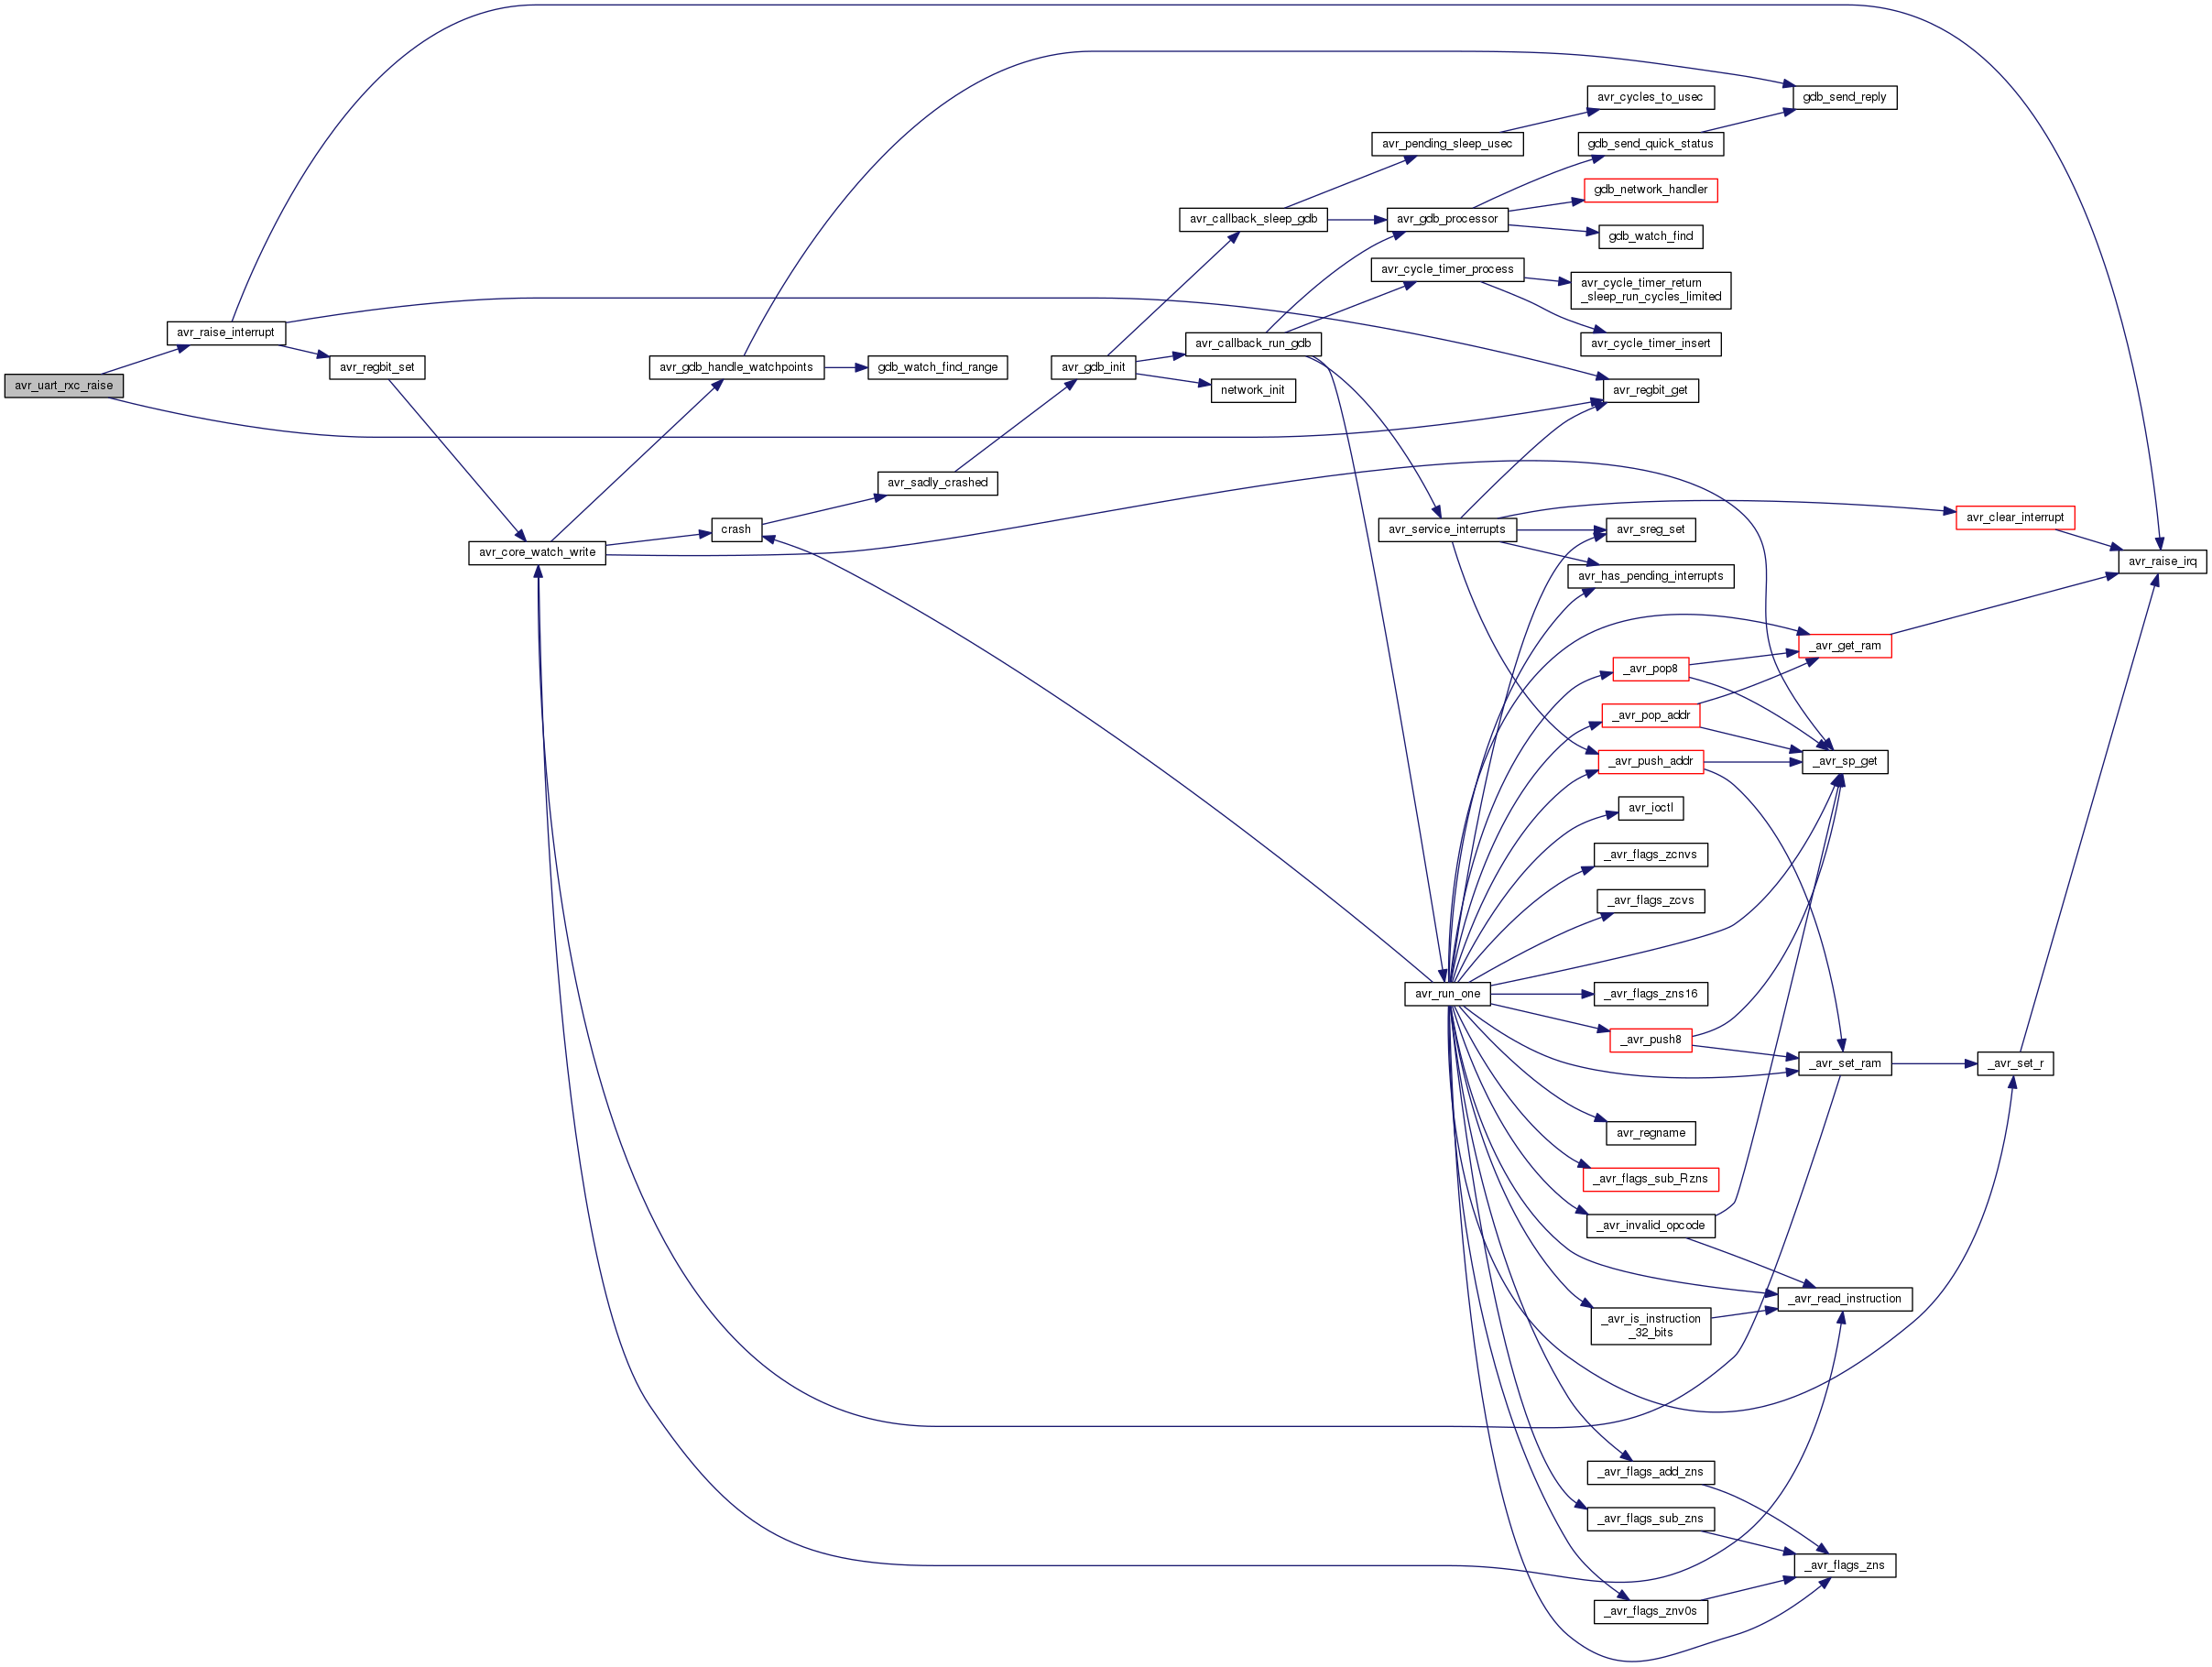 avr_uart_rxc_raise
avr_raise_interrupt
avr_regbit_set
avr_core_watch_write
avr_gdb_handle_watchpoints
gdb_watch_find_range
crash
avr_sadly_crashed
avr_gdb_init
avr_callback_sleep_gdb
avr_callback_run_gdb
network_init
avr_pending_sleep_usec
avr_cycles_to_usec
avr_gdb_processor
gdb_send_quick_status
gdb_send_reply
gdb_network_handler
gdb_watch_find
avr_cycle_timer_process
avr_cycle_timer_return
_sleep_run_cycles_limited
avr_cycle_timer_insert
avr_regbit_get
avr_service_interrupts
avr_sreg_set
avr_has_pending_interrupts
avr_clear_interrupt
avr_raise_irq
_avr_get_ram
_avr_pop8
_avr_pop_addr
_avr_push_addr
_avr_sp_get
avr_ioctl
_avr_flags_zcnvs
_avr_flags_zcvs
avr_run_one
_avr_flags_zns16
_avr_push8
_avr_set_ram
_avr_set_r
avr_regname
_avr_flags_sub_Rzns
_avr_invalid_opcode
_avr_read_instruction
_avr_is_instruction
_32_bits
_avr_flags_add_zns
_avr_flags_sub_zns
_avr_flags_zns
_avr_flags_znv0s